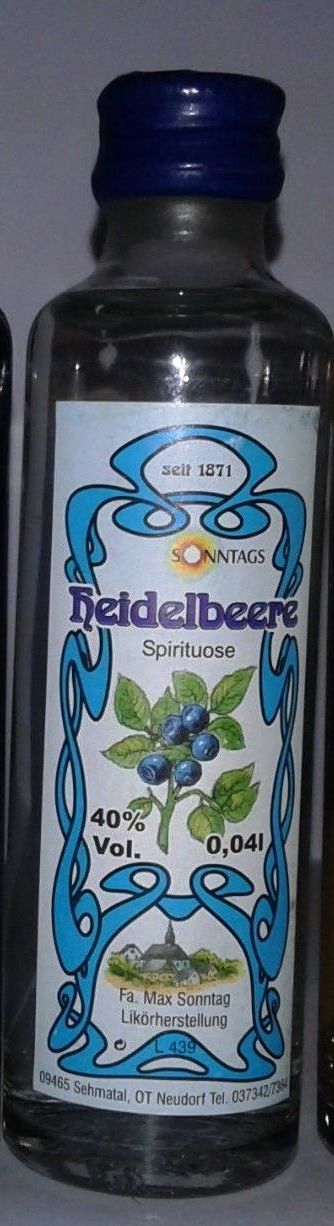 seit 1871
SONNTAGS
Heidelbeere
Spirituose
40%
Vol.
0,04l
Fa. Max Sonntag
Likörherstellung
e L 439
09465 Sehmatal, OT Neudorf Tel. 037342/7364